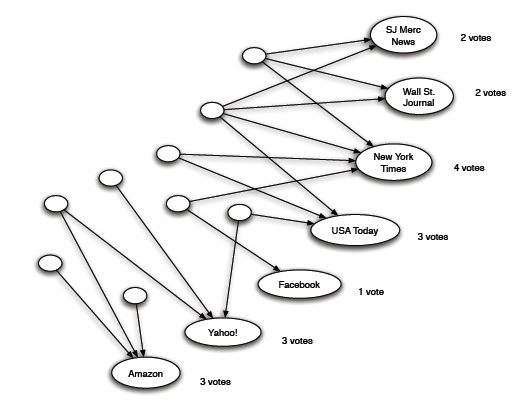 SJ Merc
News
2 votes
Wall St.
Journal
2 votes
New York
Times
4 votes
USA Today
3 votes
Facebook
1 vote
Yahoo!
3 votes
Amazon
3 votes